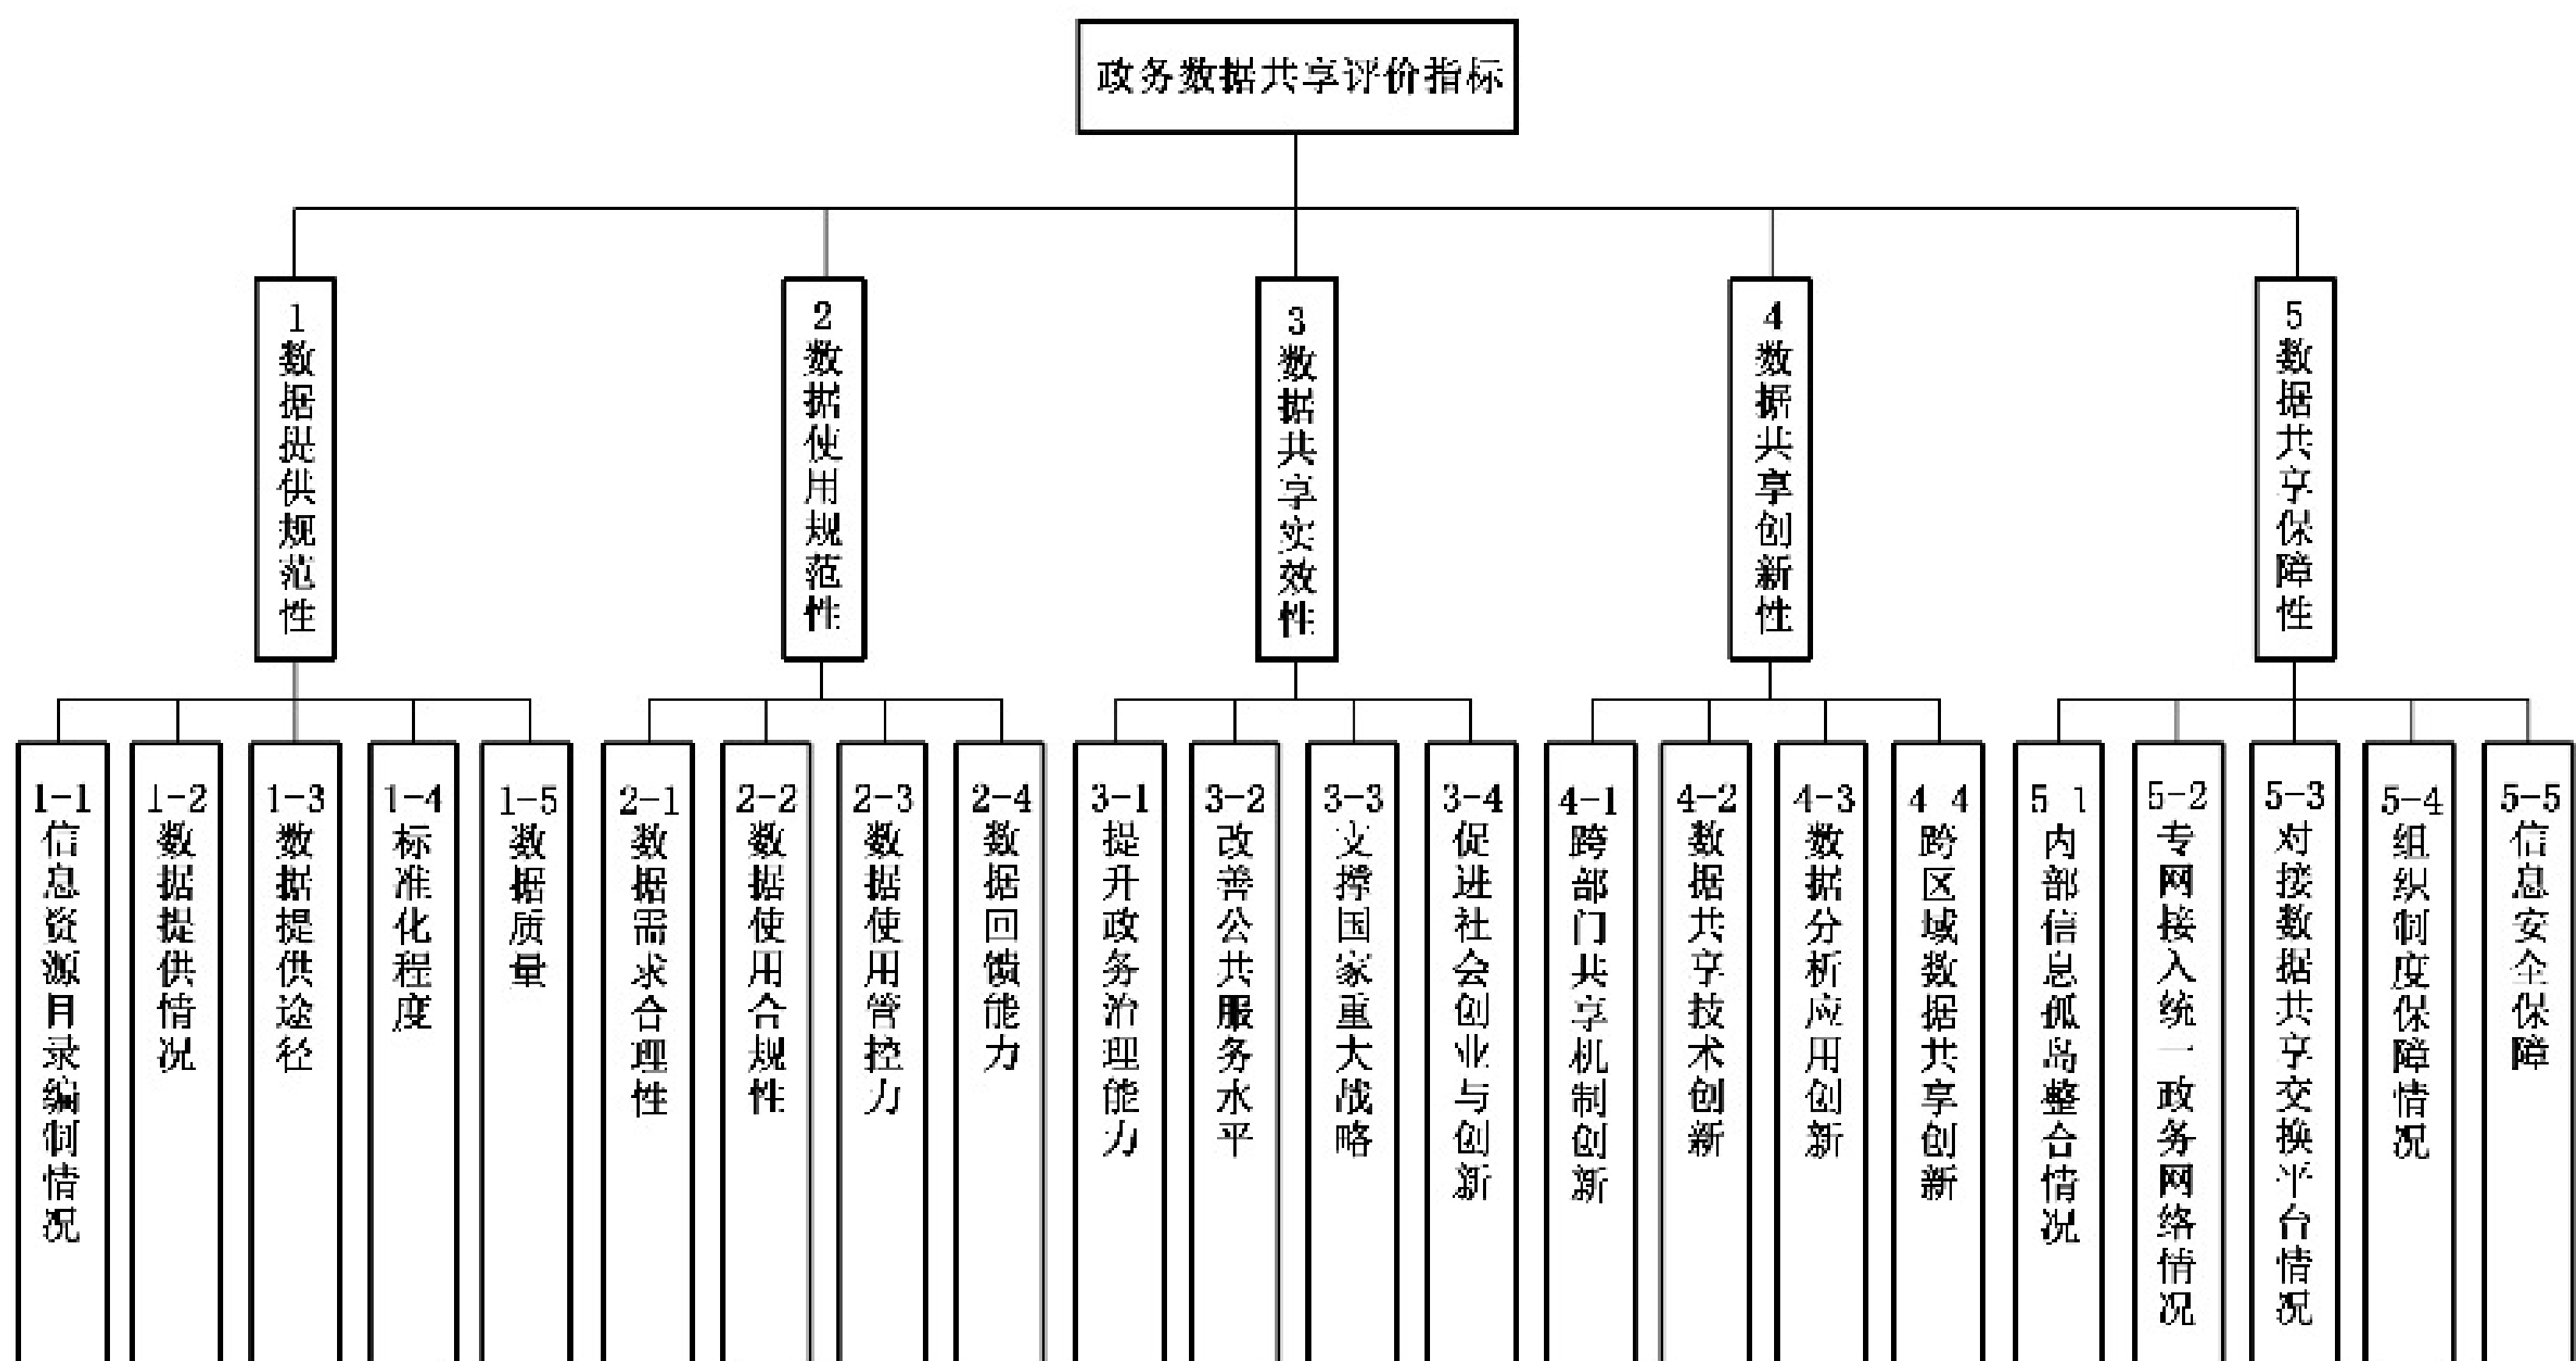 政务数据共享评价指标
1数据提供规范性
2数据使用规范性
3数据共享实效性
4数据共享创新性
5数据共享保障性
1-1信息资源目录编制情况
1-2数据提供情况
1-3数据提供途径
1-4标准化程度
1-5数据质量
2-1数据需求合理性
2-2数据使用合规性
2-3数据使用管控力
2-4数据回馈能力
3-1提升政务治理能力
3-2改善公共服务水平
3-3支撑国家重大战略
3-4促进社会创业与创新
4-1跨部门共享机制创新
4-2数据共享技术创新
4-3数据分析应用创新
4 4跨区域数据共享创新
5 1内部信息孤岛整合情况
5-2专网接入统一政务网络情况
5-3对接数据共享交换平台情况
5-4组织制度保障情况
5-5信息安全保障